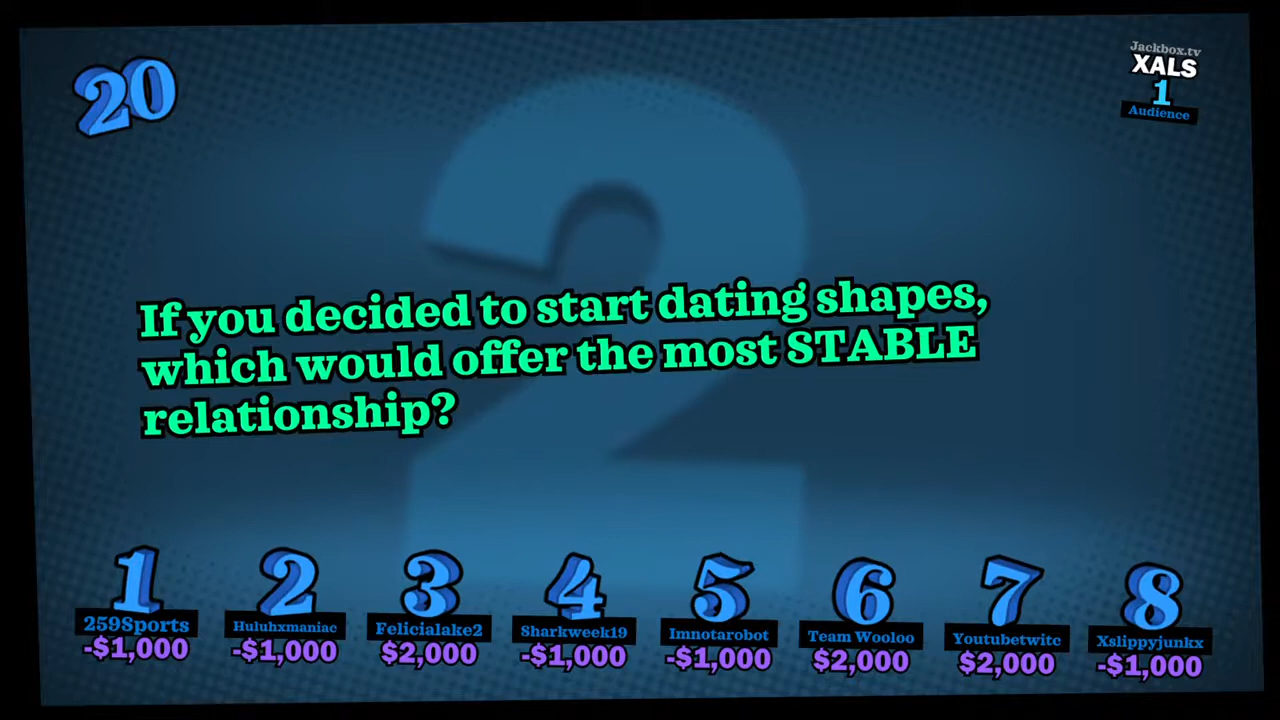 20
Jackbox.tv
XALS
1
Audience
If you decided to start dating shapes,
which would offer the most STABLE
relationship?
2
1 2 3 4 5 6 7 8
259Sports Huluhxmaniac Felicialake2 Sharkweek19 Imnotarobot Team Wooloo Youtubetwitc Xslippyjunkx
-$1,000 -$1,000 $2,000 -$1,000 -$1,000 $2,000 $2,000 -$1,000